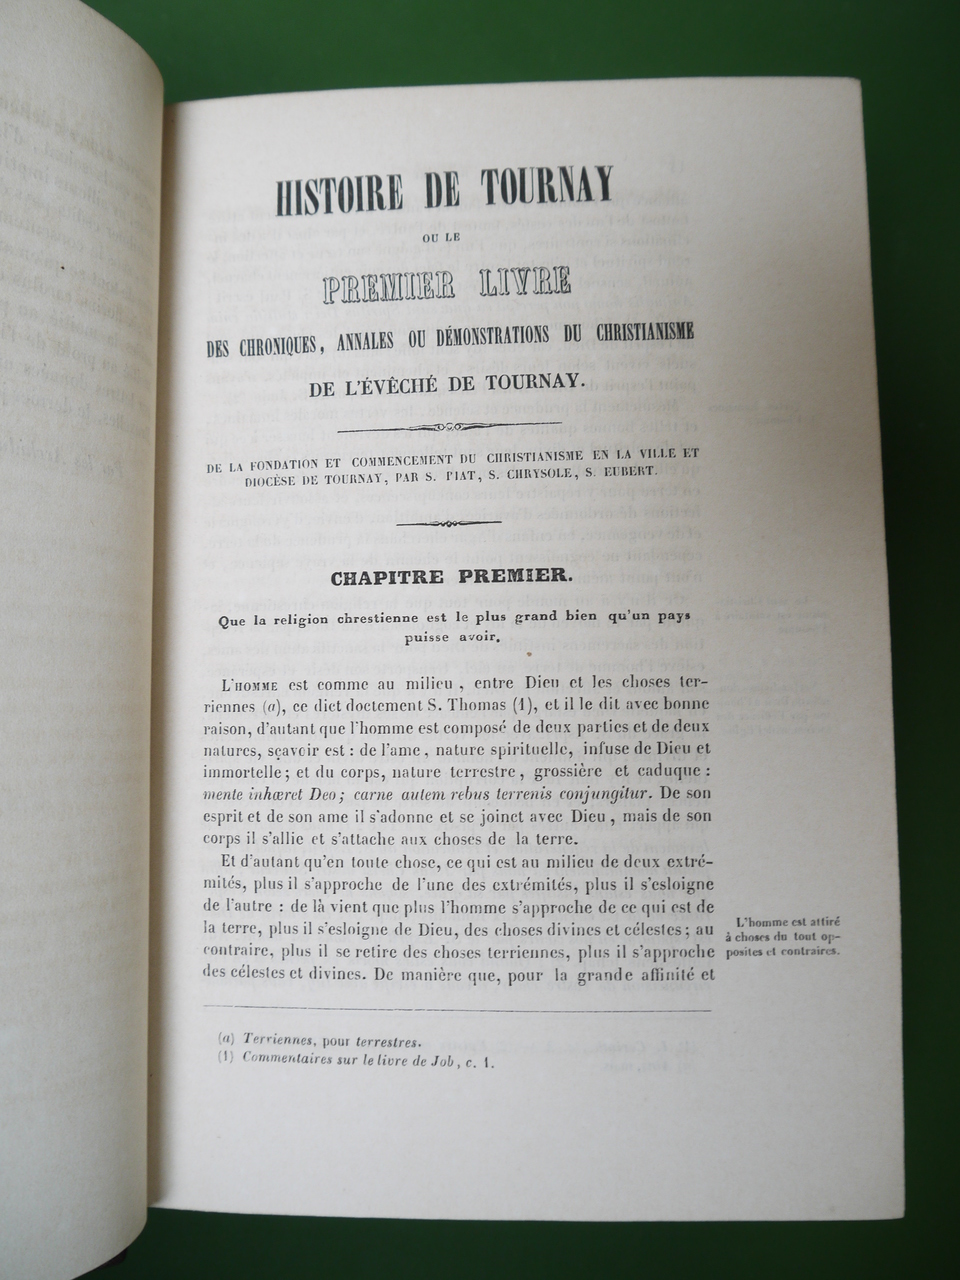 HISTOIRE DE TOURNAY
OU LE
PREMIER LIVRE
DES CHRONIQUES, ANNALES OU DÉMONSTRATIONS DU CHRISTIANISME
DE L'ÉVÊCHÉ DE TOURNAY.
DE LA FONDATION ET COMMENCEMENT DU CHRISTIANISME EN LA VILLE ET
DIOCÈSE DE TOURNAY, PAR S. PIAT, S. CHRYSOLE, S. EUBERT.
CHAPITRE PREMIER.
Que la religion chrestienne est le plus grand bien qu'un pays
puisse avoir.
L'HOMME est comme au milieu, entre Dieu et les choses ter-
riennes (a), ce dict doctement S. Thomas (1), et il le dit avec bonne
raison, d'autant que l'homme est composé de deux parties et de deux
natures, sçavoir est : de l'ame, nature spirituelle, infuse de Dieu et
immortelle; et du corps, nature terrestre, grossière et caduque :
mente inhæret Deo; carne autem rebus terrenis conjungitur. De son
esprit et de son ame il s'adonne et se joinct avec Dieu, mais de son
corps il s'allie et s'attache aux choses de la terre.
Et d'autant qu'en toute chose, ce qui est au milieu de deux extré-
mités, plus il s'approche de l'une des extrémités, plus il s'esloigne
de l'autre : de là vient que plus l'homme s'approche de ce qui est de
la terre, plus il s'esloigne de Dieu, des choses divines et célestes; au
contraire, plus il se retire des choses terriennes, plus il s'approche
des célestes et divines. De manière que, pour la grande affinité et
L'homme est attiré
à choses du tout op-
posites et contraires.
(a) Terriennes, pour terrestres.
(1) Commentaires sur le livre de Job, c. 1.